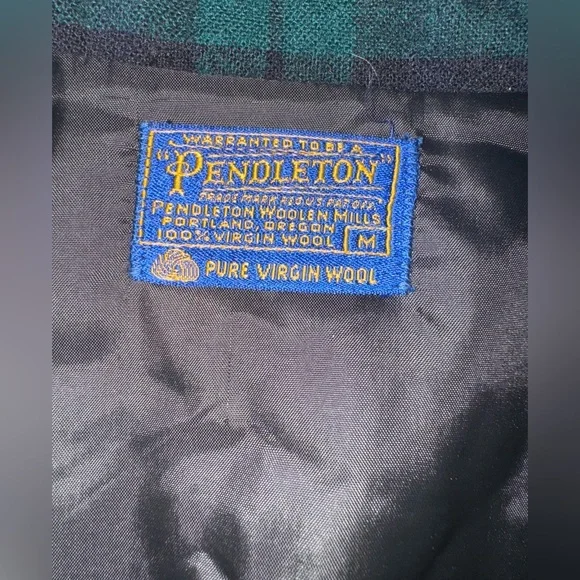 WARRANTED TO BE A
"PENDLETON"
TRADE MARK REG U S PAT OFF.
PENDLETON WOOLEN MILLS
PORTLAND, OREGON
100% VIRGIN WOOL M
PURE VIRGIN WOOL